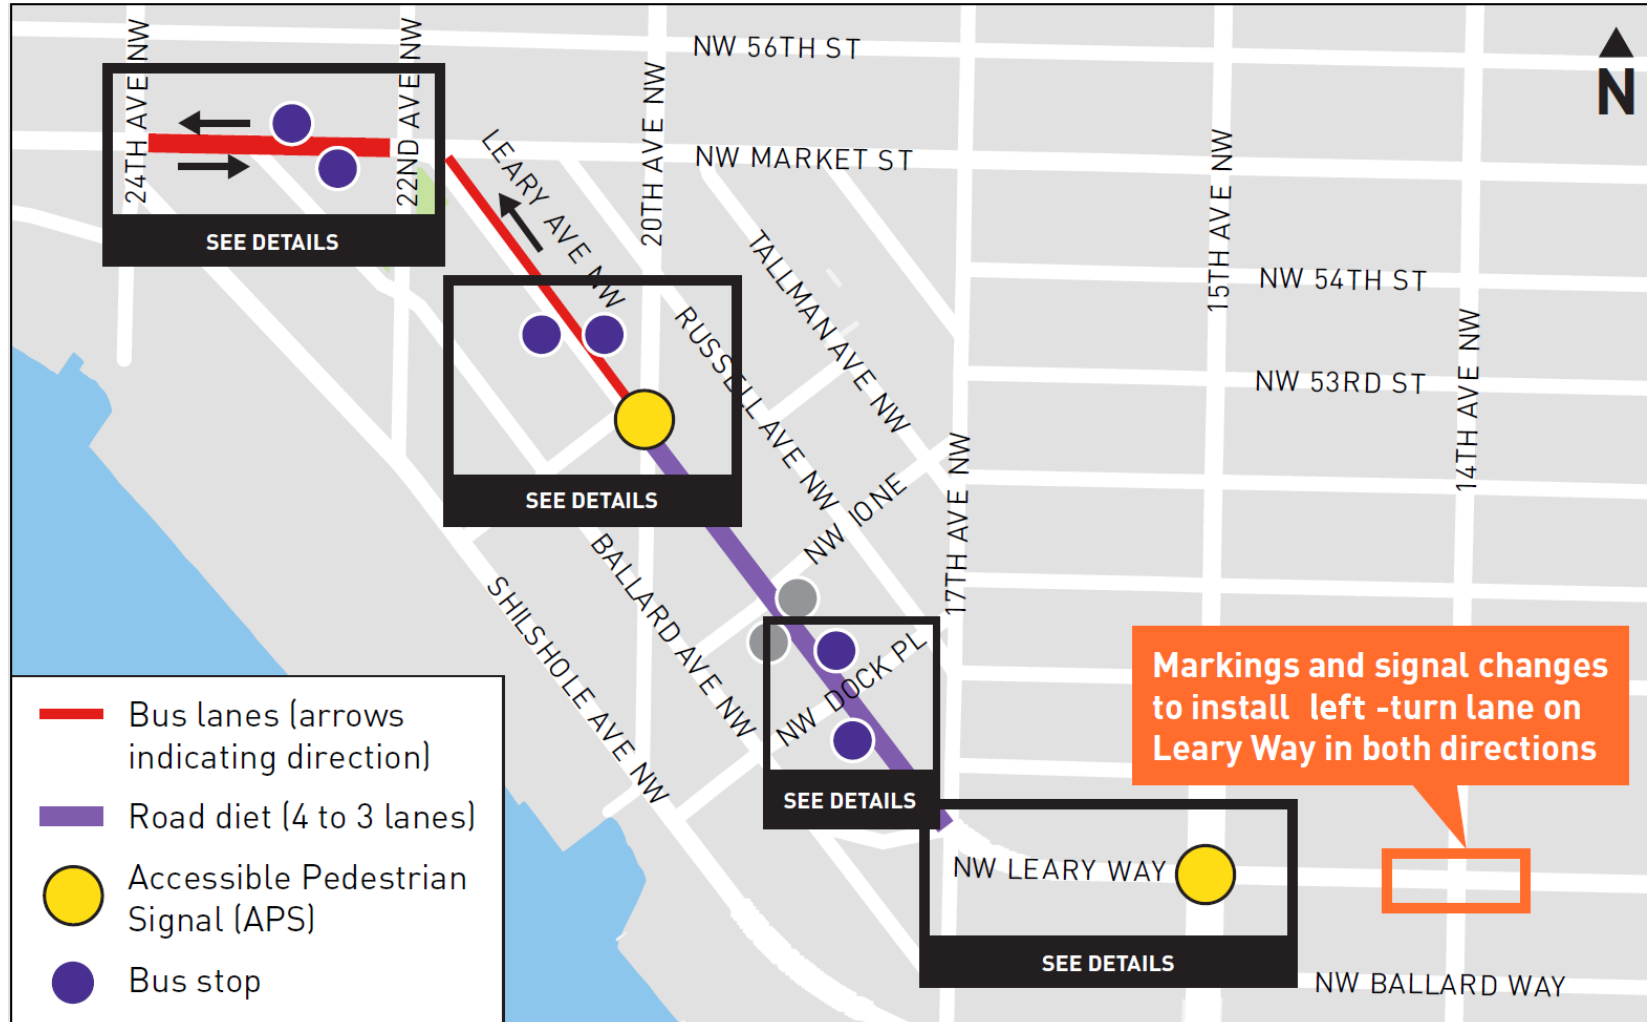 NW 56TH ST
N
24TH AVE NW
22ND AVE NW
20TH AVE NW
LEARY AVE NW
NW MARKET ST
15TH AVE NW
SEE DETAILS
TALLMAN AVE NW
NW 54TH ST
RUSSELL AVE NW
14TH AVE NW
NW 53RD ST
SEE DETAILS
17TH AVE NW
NW IONE
BALLARD AVE NW
SHILSHOLE AVE NW
NW DOCK PL
Markings and signal changes
to install left -turn lane on
Leary Way in both directions
SEE DETAILS
NW LEARY WAY
SEE DETAILS
NW BALLARD WAY
Bus lanes (arrows
indicating direction)
Road diet (4 to 3 lanes)
Accessible Pedestrian
Signal (APS)
Bus stop